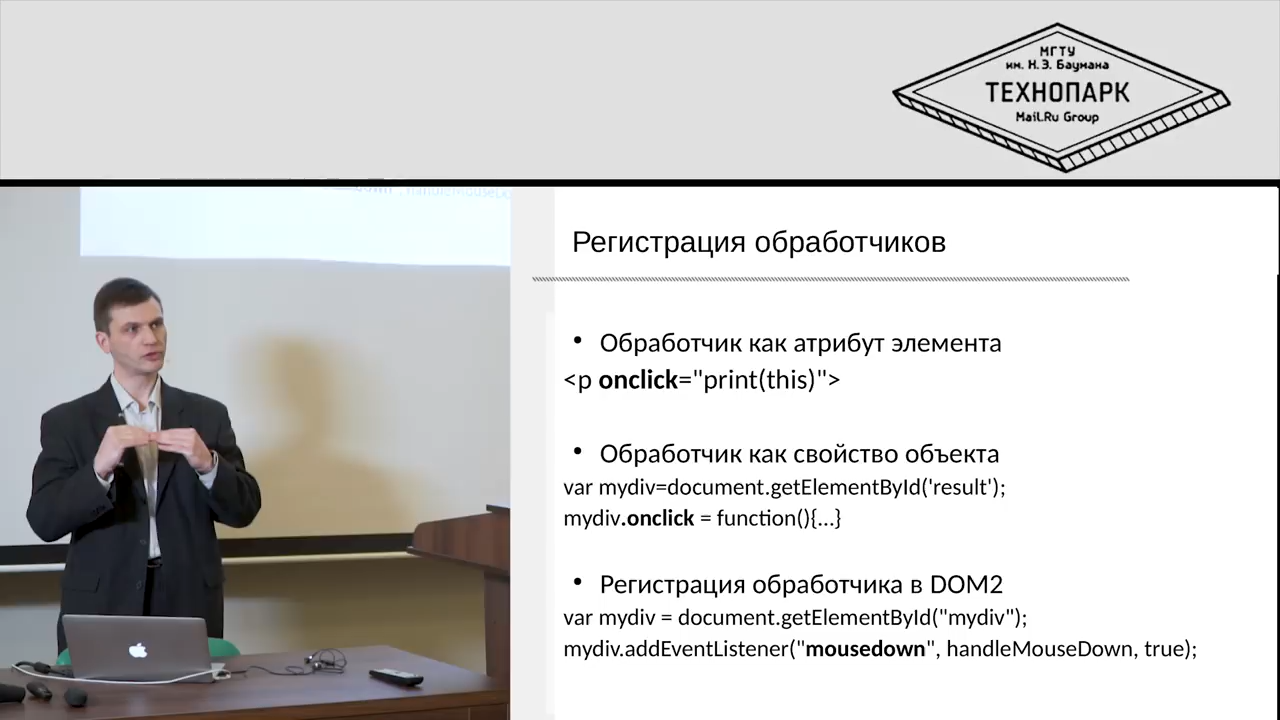 МГТУ
им. Н.Э. Баумана
ТЕХНОПАРК
Mail.Ru Group
Регистрация обработчиков
• Обработчик как атрибут элемента
<p onclick="print(this)">
• Обработчик как свойство объекта
var mydiv=document.getElementById('result');
mydiv.onclick = function(){...}
• Регистрация обработчика в DOM2
var mydiv = document.getElementById("mydiv");
mydiv.addEventListener("mousedown", handleMouseDown, true);